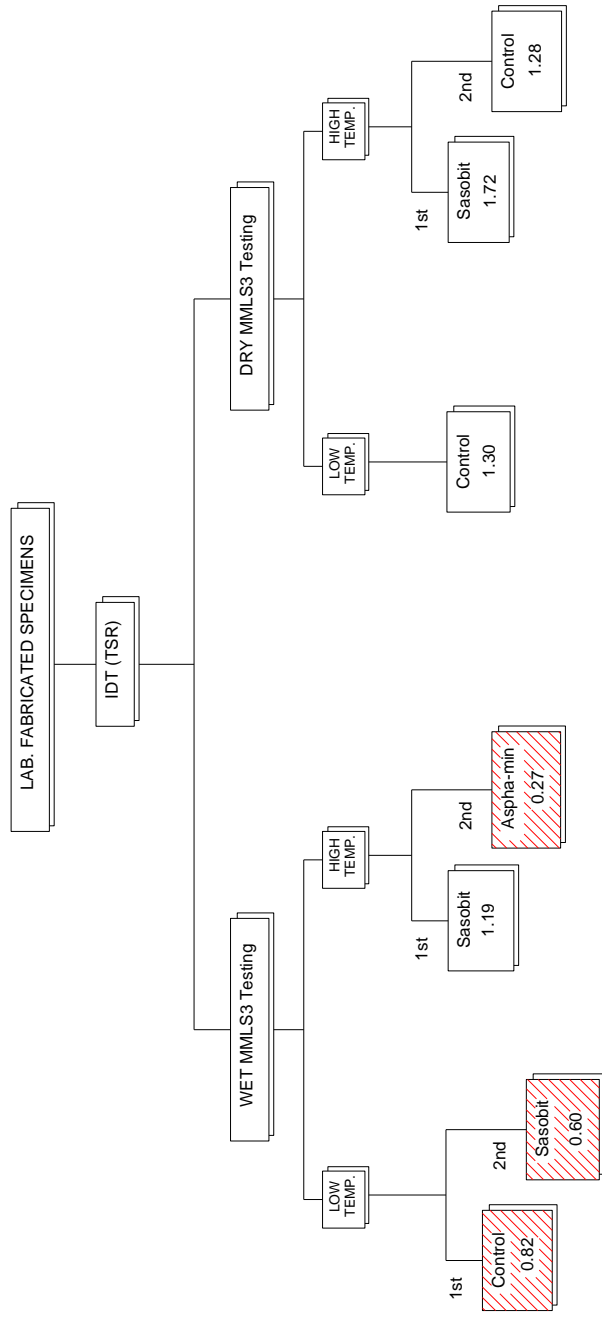 LAB. FABRICATED SPECIMENS
IDT (TSR)
WET MMLS3 Testing
DRY MMLS3 Testing
LOW
TEMP.
HIGH
TEMP.
LOW
TEMP.
HIGH
TEMP.
1st
Control
0.82
2nd
Sasobit
0.60
1st
Sasobit
1.19
2nd
Aspha-min
0.27
Control
1.30
1st
Sasobit
1.72
2nd
Control
1.28